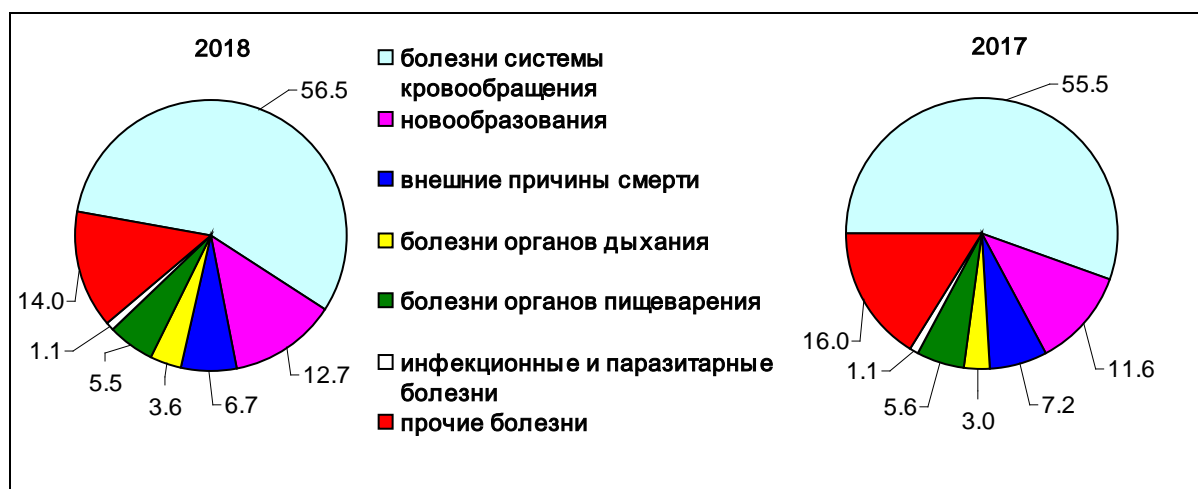 2018
56.5
14.0
1.1
5.5
3.6
6.7
12.7
болезни системы
кровообращения
новообразования
внешние причины смерти
болезни органов дыхания
болезни органов пищеварения
инфекционные и паразитарные
болезни
прочие болезни
2017
55.5
16.0
1.1
5.6
3.0
7.2
11.6